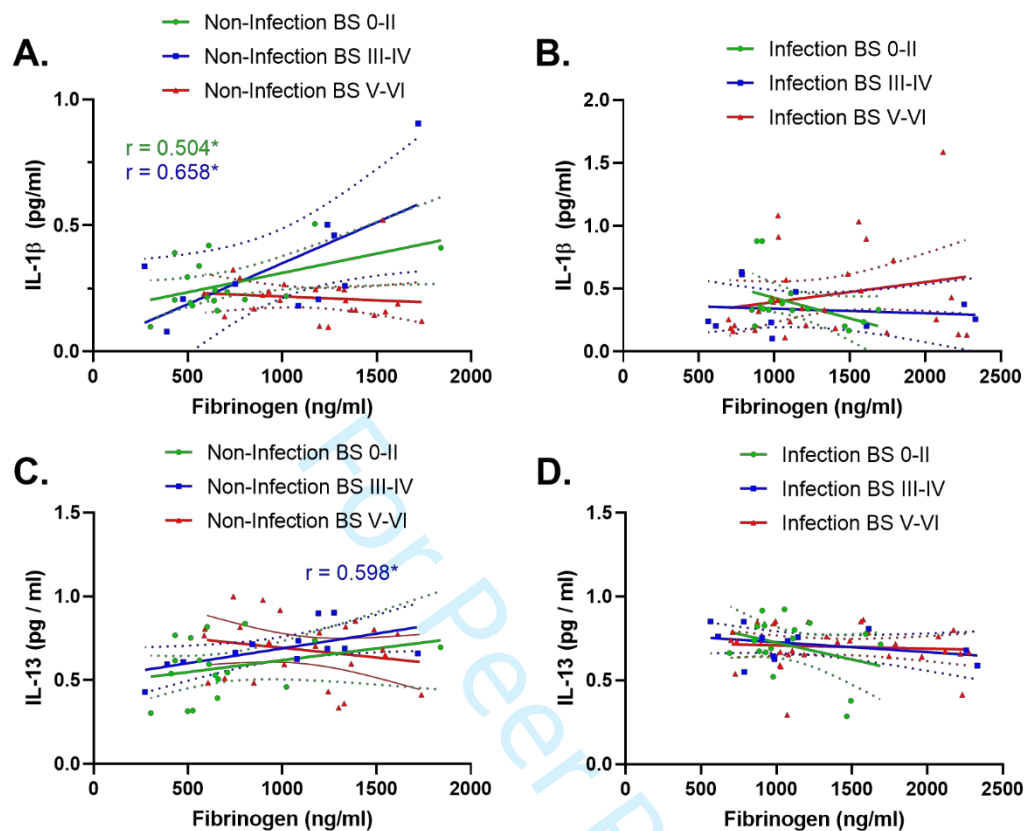 A.
Non-Infection BS 0-II
Non-Infection BS III-IV
Non-Infection BS V-VI
r = 0.504*
r = 0.658*
IL-1β (pg/ml)
1.0
0.5
0.0
0 500 1000 1500 2000
Fibrinogen (ng/ml)
B.
Infection BS 0-II
Infection BS III-IV
Infection BS V-VI
IL-1β (pg/ml)
2.0
1.5
1.0
0.5
0.0
0 500 1000 1500 2000 2500
Fibrinogen (ng/ml)
C.
Non-Infection BS 0-II
Non-Infection BS III-IV
Non-Infection BS V-VI
r = 0.598*
IL-13 (pg / ml)
1.5
1.0
0.5
0.0
0 500 1000 1500 2000
Fibrinogen (ng/ml)
D.
Infection BS 0-II
Infection BS III-IV
Infection BS V-VI
IL-13 (pg / ml)
1.5
1.0
0.5
0.0
0 500 1000 1500 2000 2500
Fibrinogen (ng/ml)
For Peer